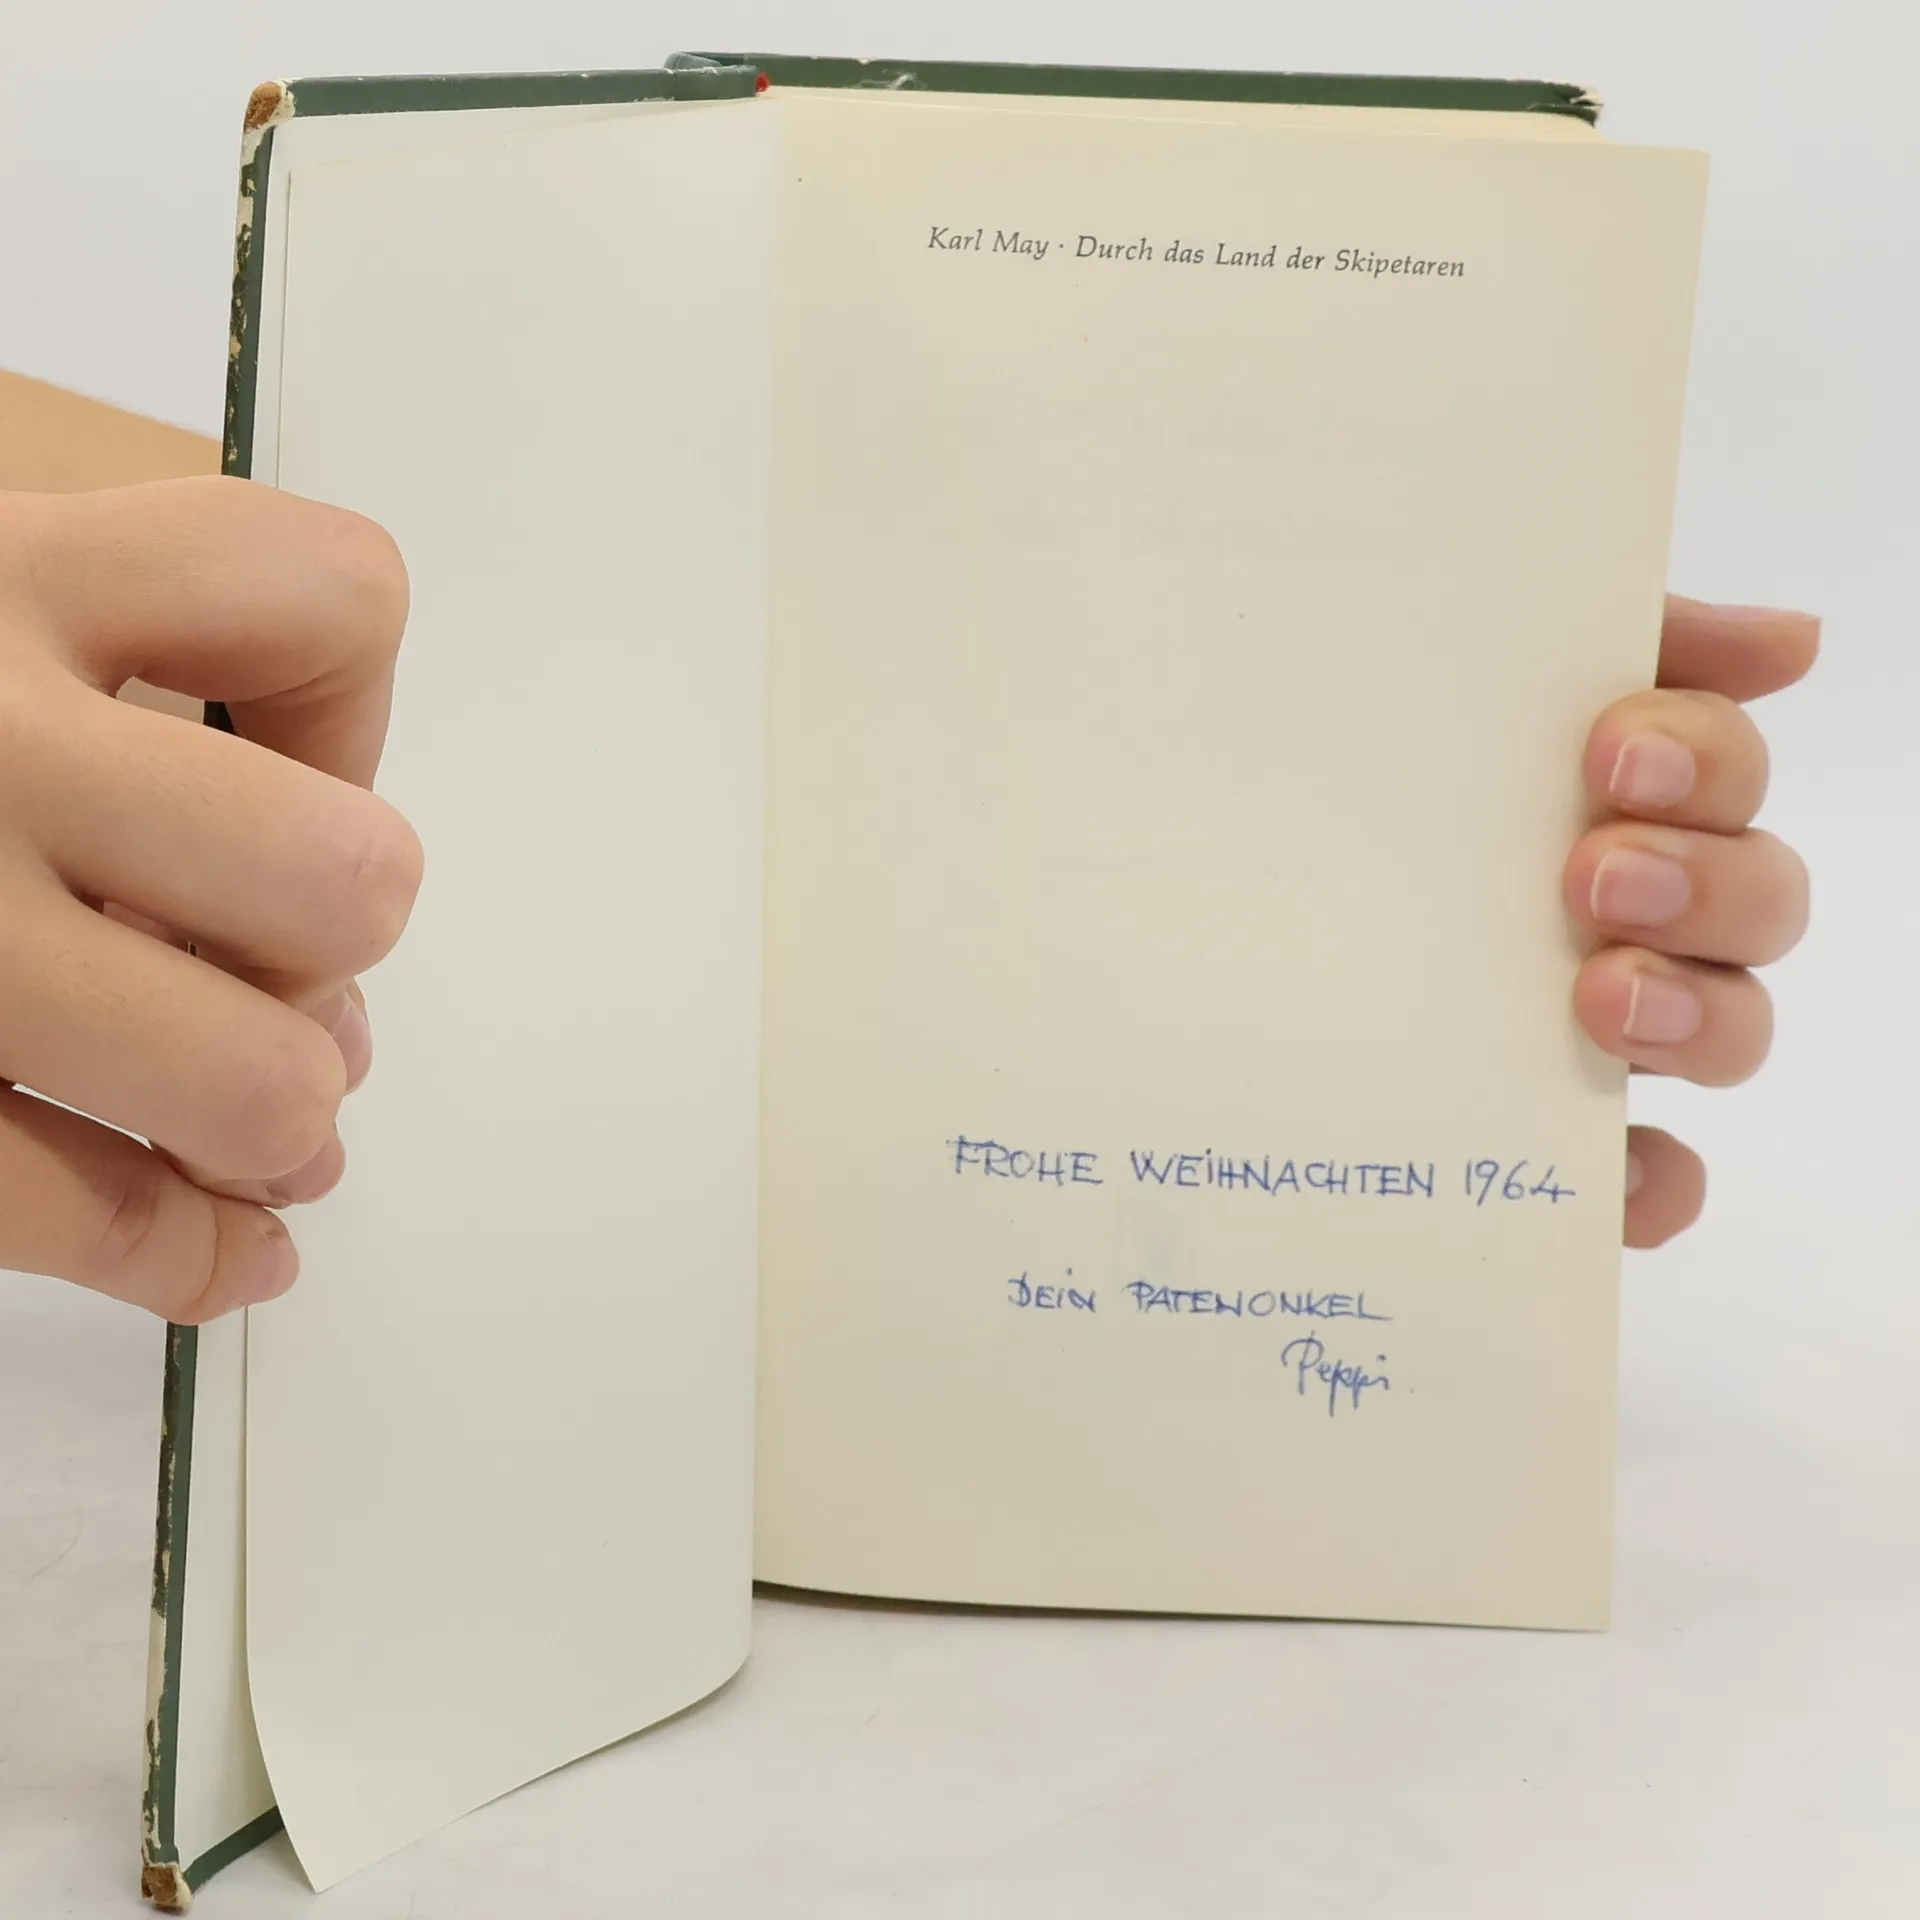 Karl May · Durch das Land der Skipetaren
FROHE WEIHNACHTEN 1964
DEIN PATENONKEL
Peppi